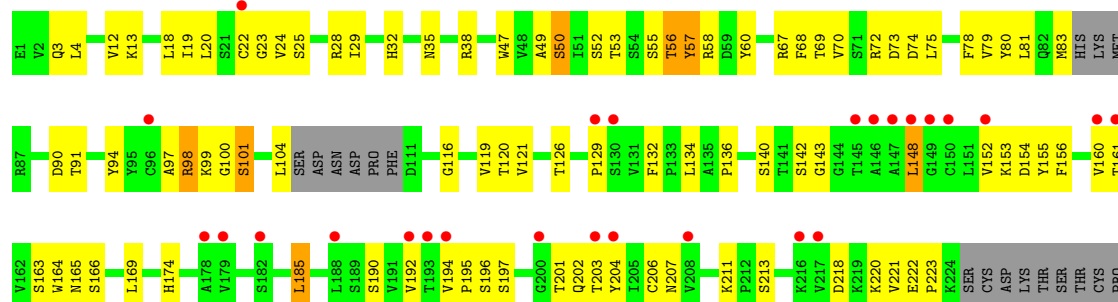 E1 V2 Q3 L4 V12 K13 L18 I19 L20 S21 C22 G23 V24 S25 R28 I29 H32 N35 R38 W47 V48 A49 S50 I51 S52 T53 S54 S55 T56 Y57 R58 D59 Y60 R67 F68 T69 V70 S71 R72 D73 D74 L75 F78 V79 Y80 L81 Q82 M83 HIS LYS MET
R87 D90 T91 Y94 Y95 C96 A97 R98 K99 G100 S101 L104 SER ASP ASN ASP PRO PHE D111 G116 V119 T120 V121 T126 P129 S130 V131 F132 P133 L134 A135 P136 S140 T141 S142 G143 G144 T145 A146 A147 L148 G149 C150 L151 V152 K153 D154 Y155 F156 V160 T161
V162 S163 W164 N165 S166 L169 H174 A178 V179 S182 L185 L188 S189 S190 V191 V192 T193 V194 P195 S196 S197 G200 T201 Q202 T203 Y204 I205 C206 N207 V208 K211 P212 S213 K216 V217 D218 K219 K220 V221 E222 P223 K224 SER CYS ASP LYS THR SER THR CYS